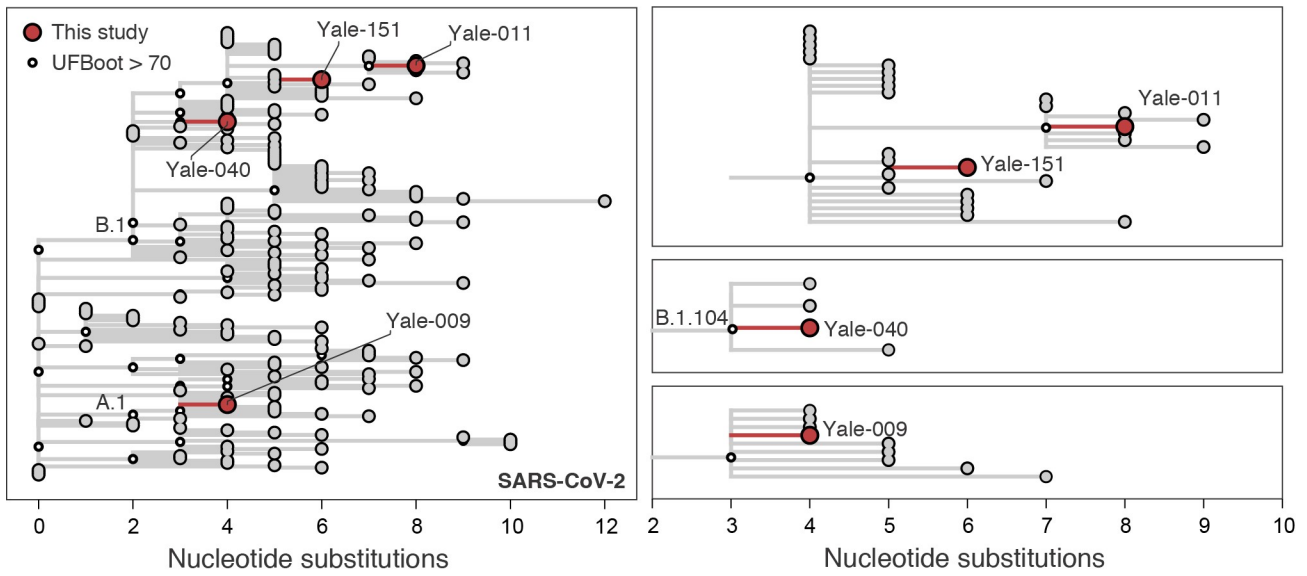 This study
UFBoot > 70
Yale-151
Yale-011
Yale-040
B.1
Yale-009
A.1
SARS-CoV-2
0 2 4 6 8 10 12
Nucleotide substitutions
Yale-011
Yale-151
B.1.104
Yale-040
Yale-009
2 3 4 5 6 7 8 9 10
Nucleotide substitutions